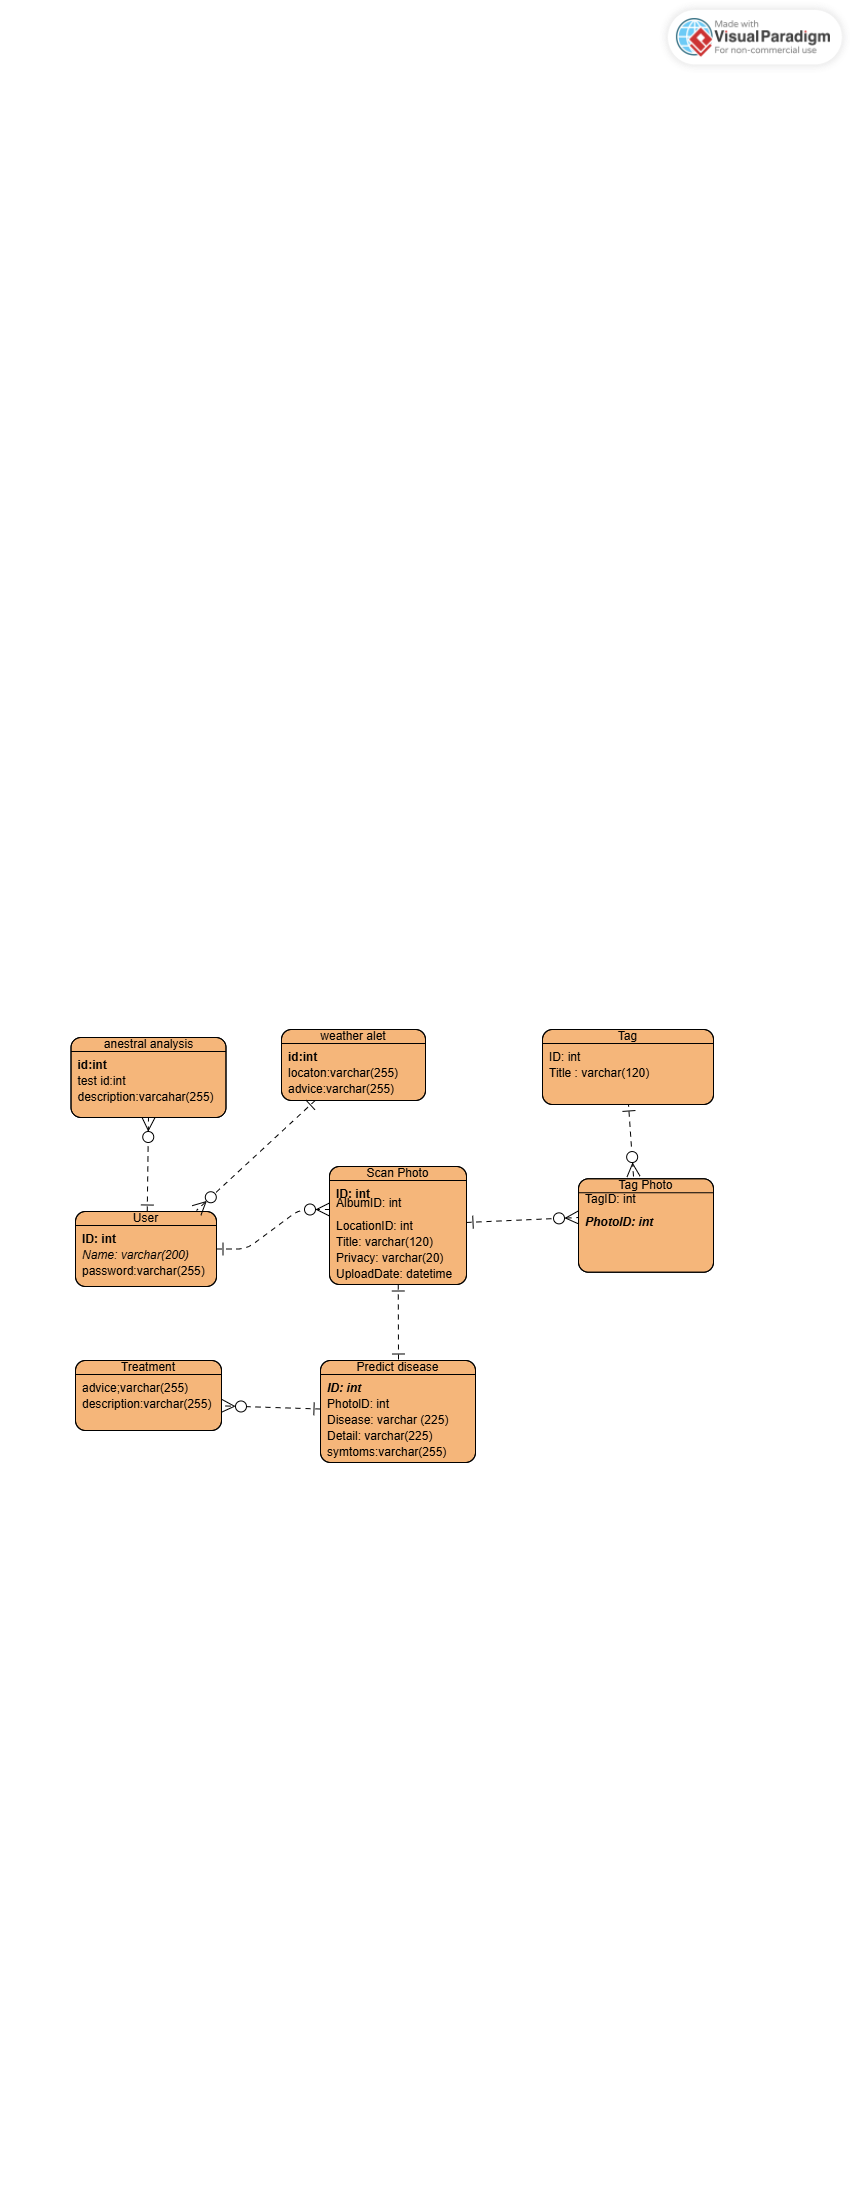 Made with
Visual Paradigm
For non-commercial use
anestral analysis
id:int
test id:int
description:varcahar(255)
weather alet
id:int
locaton:varchar(255)
advice:varchar(255)
Tag
ID: int
Title : varchar(120)
Scan Photo
ID: int
AlbumID: int
LocationID: int
Title: varchar(120)
Privacy: varchar(20)
UploadDate: datetime
Tag Photo
TagID: int
PhotoID: int
User
ID: int
Name: varchar(200)
password:varchar(255)
Treatment
advice;varchar(255)
description:varchar(255)
Predict disease
ID: int
PhotoID: int
Disease: varchar (225)
Detail: varchar(225)
symtoms:varchar(255)